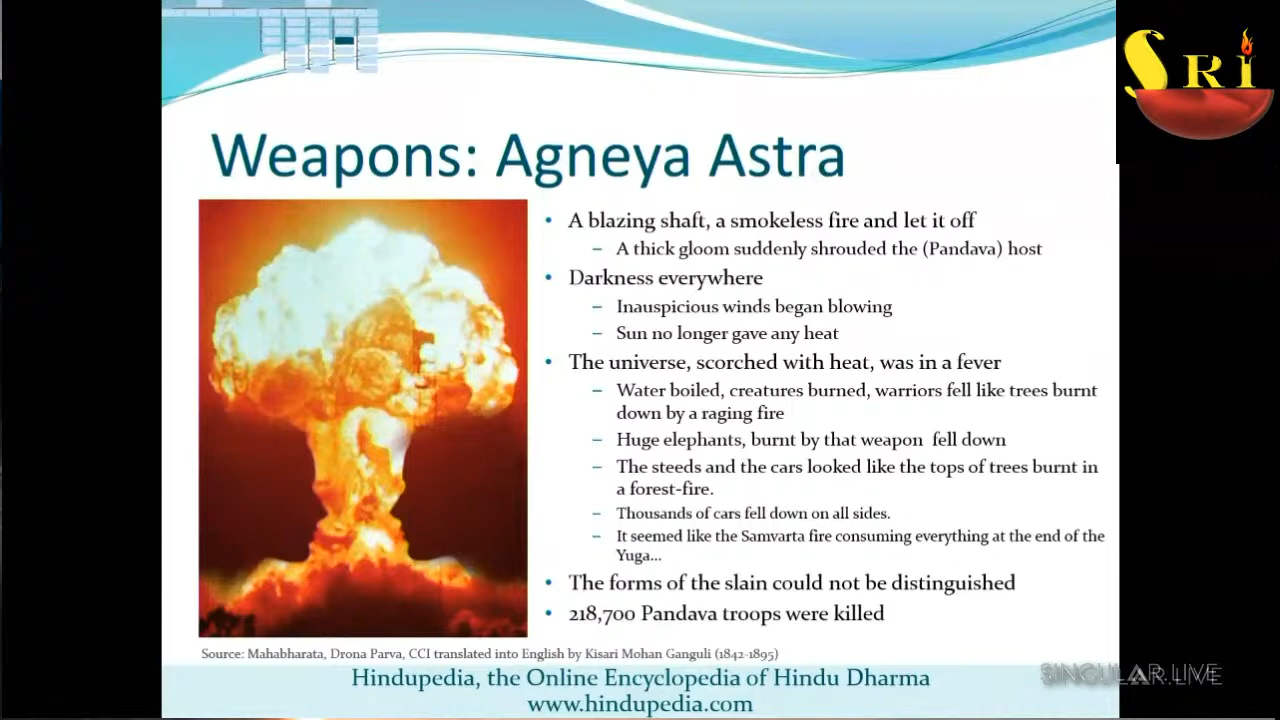 SRi
Weapons: Agneya Astra
• A blazing shaft, a smokeless fire and let it off
– A thick gloom suddenly shrouded the (Pandava) host
• Darkness everywhere
– Inauspicious winds began blowing
– Sun no longer gave any heat
• The universe, scorched with heat, was in a fever
– Water boiled, creatures burned, warriors fell like trees burnt
down by a raging fire
– Huge elephants, burnt by that weapon fell down
– The steeds and the cars looked like the tops of trees burnt in
a forest-fire.
– Thousands of cars fell down on all sides.
– It seemed like the Samvarta fire consuming everything at the end of the
Yuga...
• The forms of the slain could not be distinguished
• 218,700 Pandava troops were killed
Source: Mahabharata, Drona Parva, CCI translated into English by Kisari Mohan Ganguli (1842-1895)
Hindupedia, the Online Encyclopedia of Hindu Dharma
www.hindupedia.com
SINGULAR.LIVE